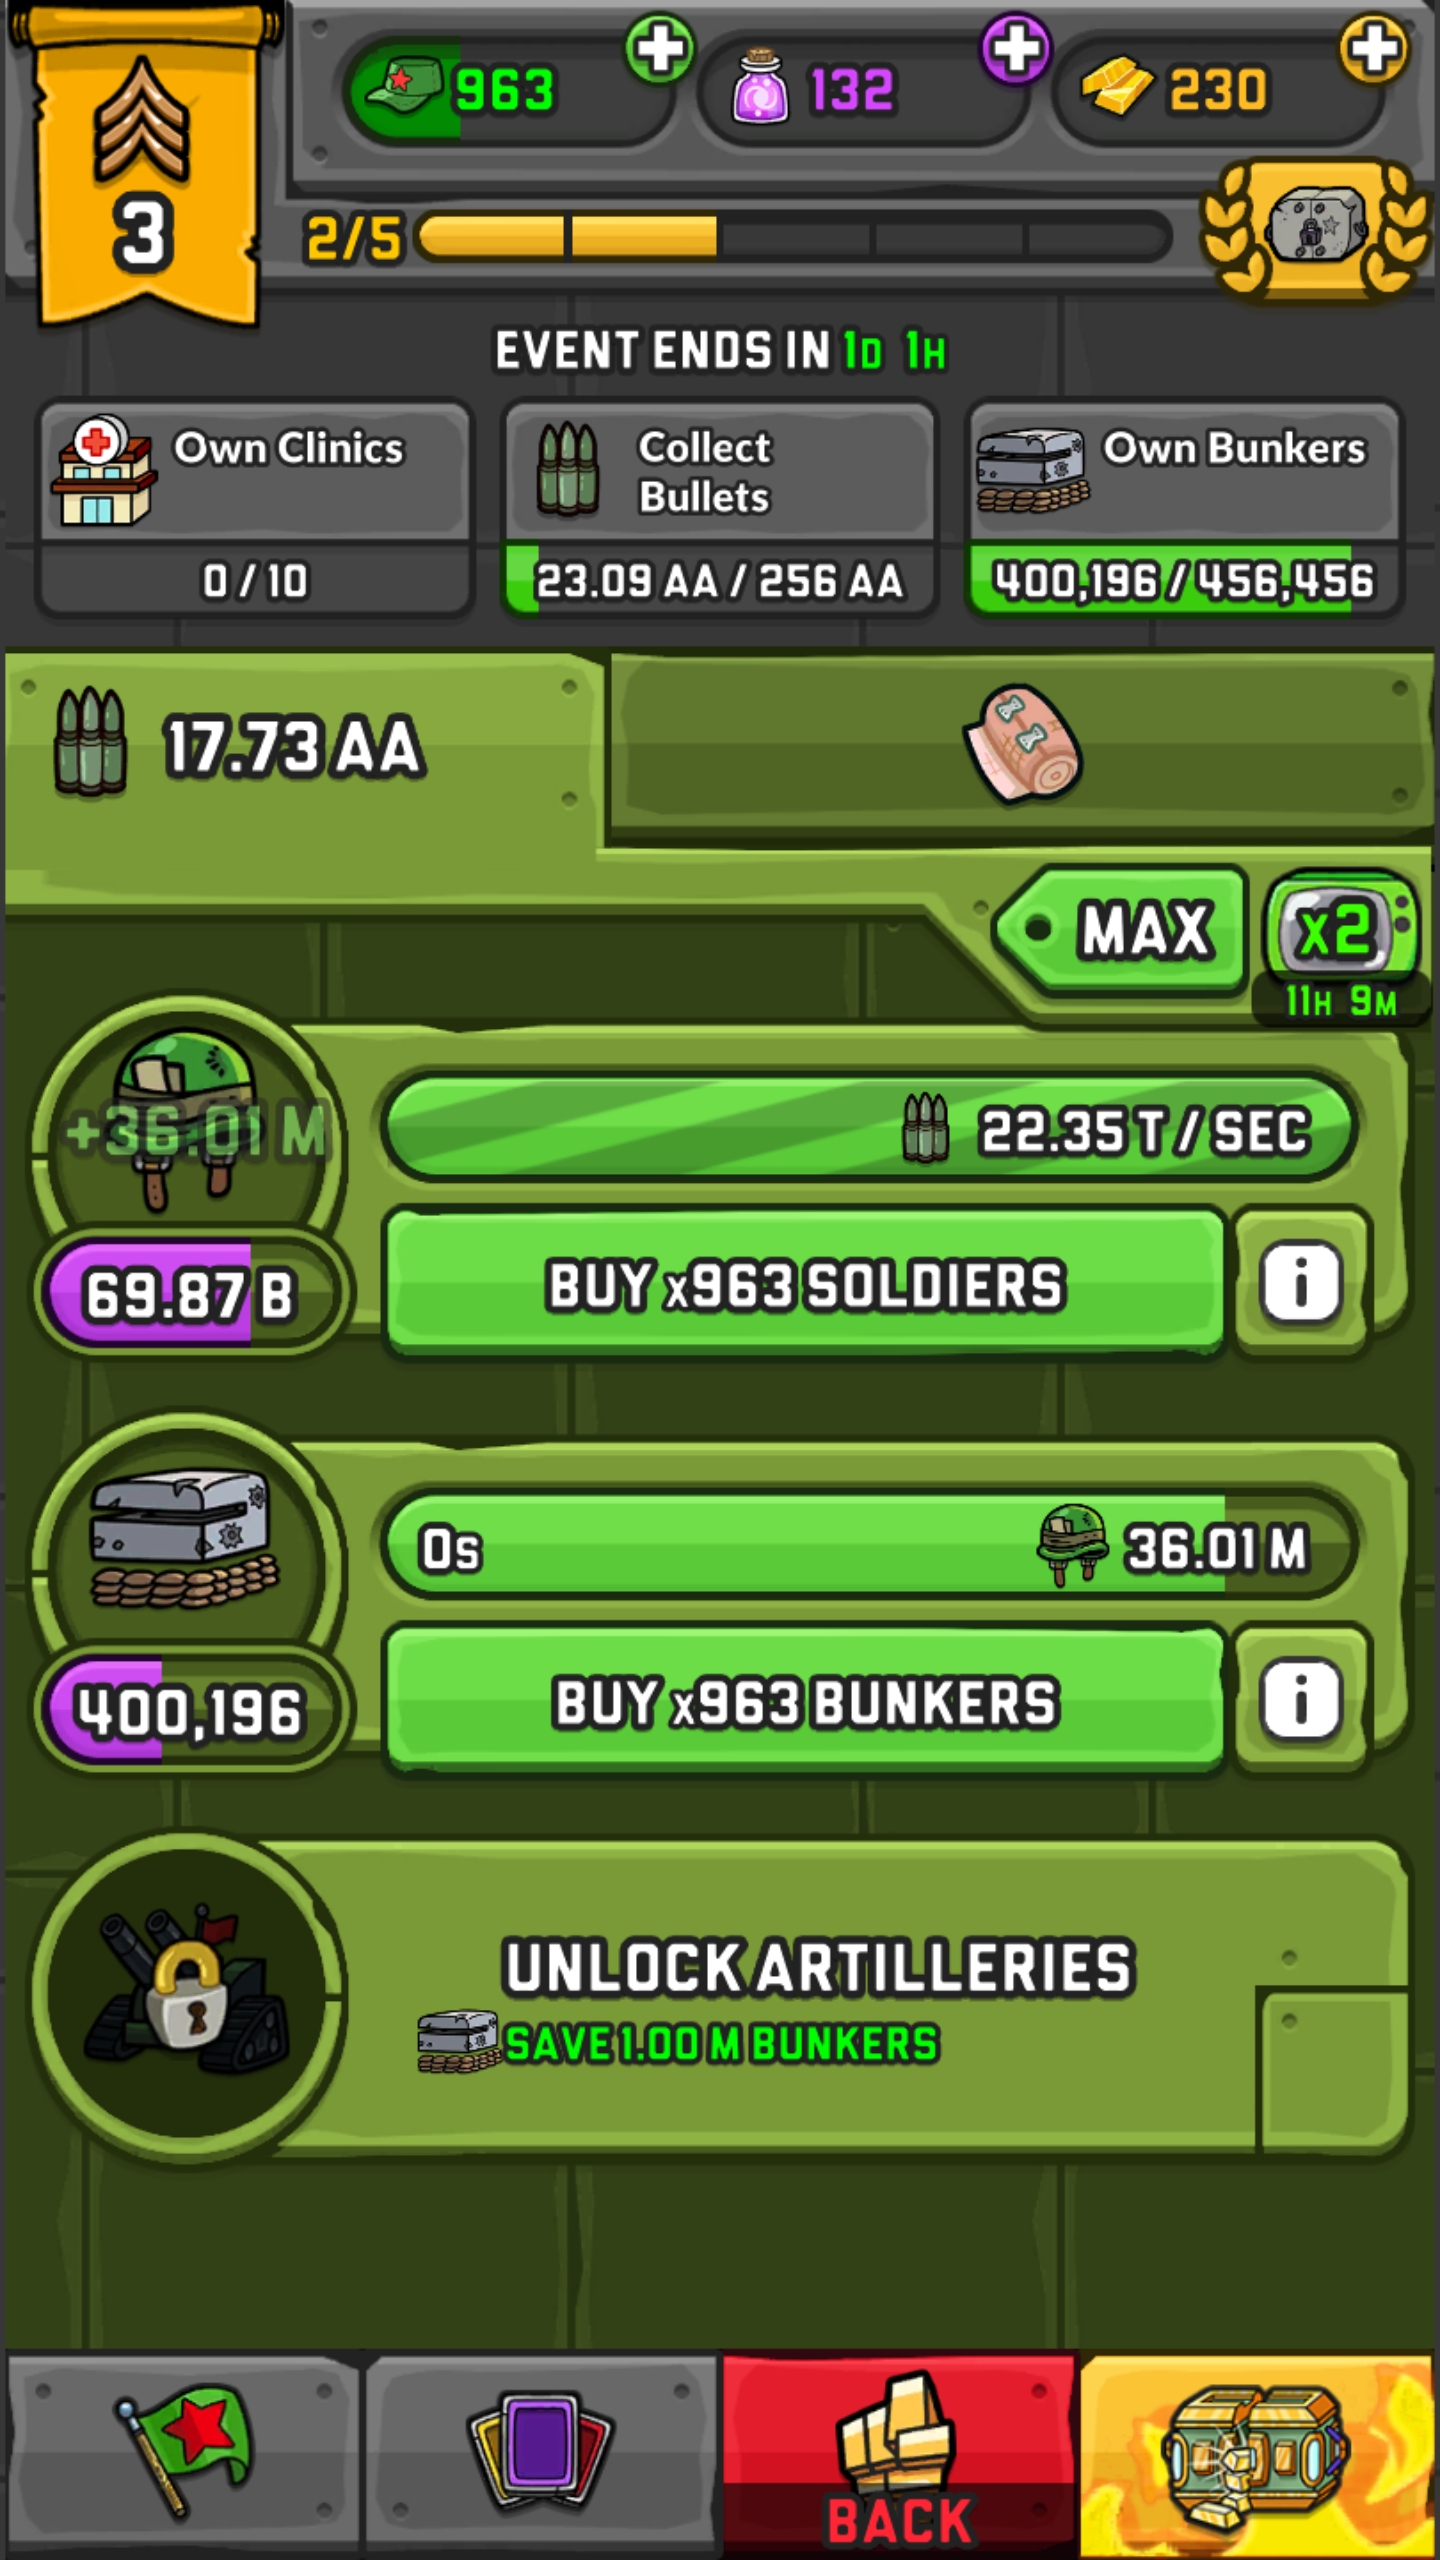 963
132
230
3
2/5
EVENT ENDS IN 1D 1H
Own Clinics
0 / 10
Collect
Bullets
23.09 AA / 256 AA
Own Bunkers
400,196 / 456,456
17.73 AA
MAX
x2
11H 9M
+36.01 M
22.35 T / SEC
69.87 B
BUY x963 SOLDIERS
i
0s
36.01 M
400,196
BUY x963 BUNKERS
i
UNLOCK ARTILLERIES
SAVE 1.00 M BUNKERS
BACK